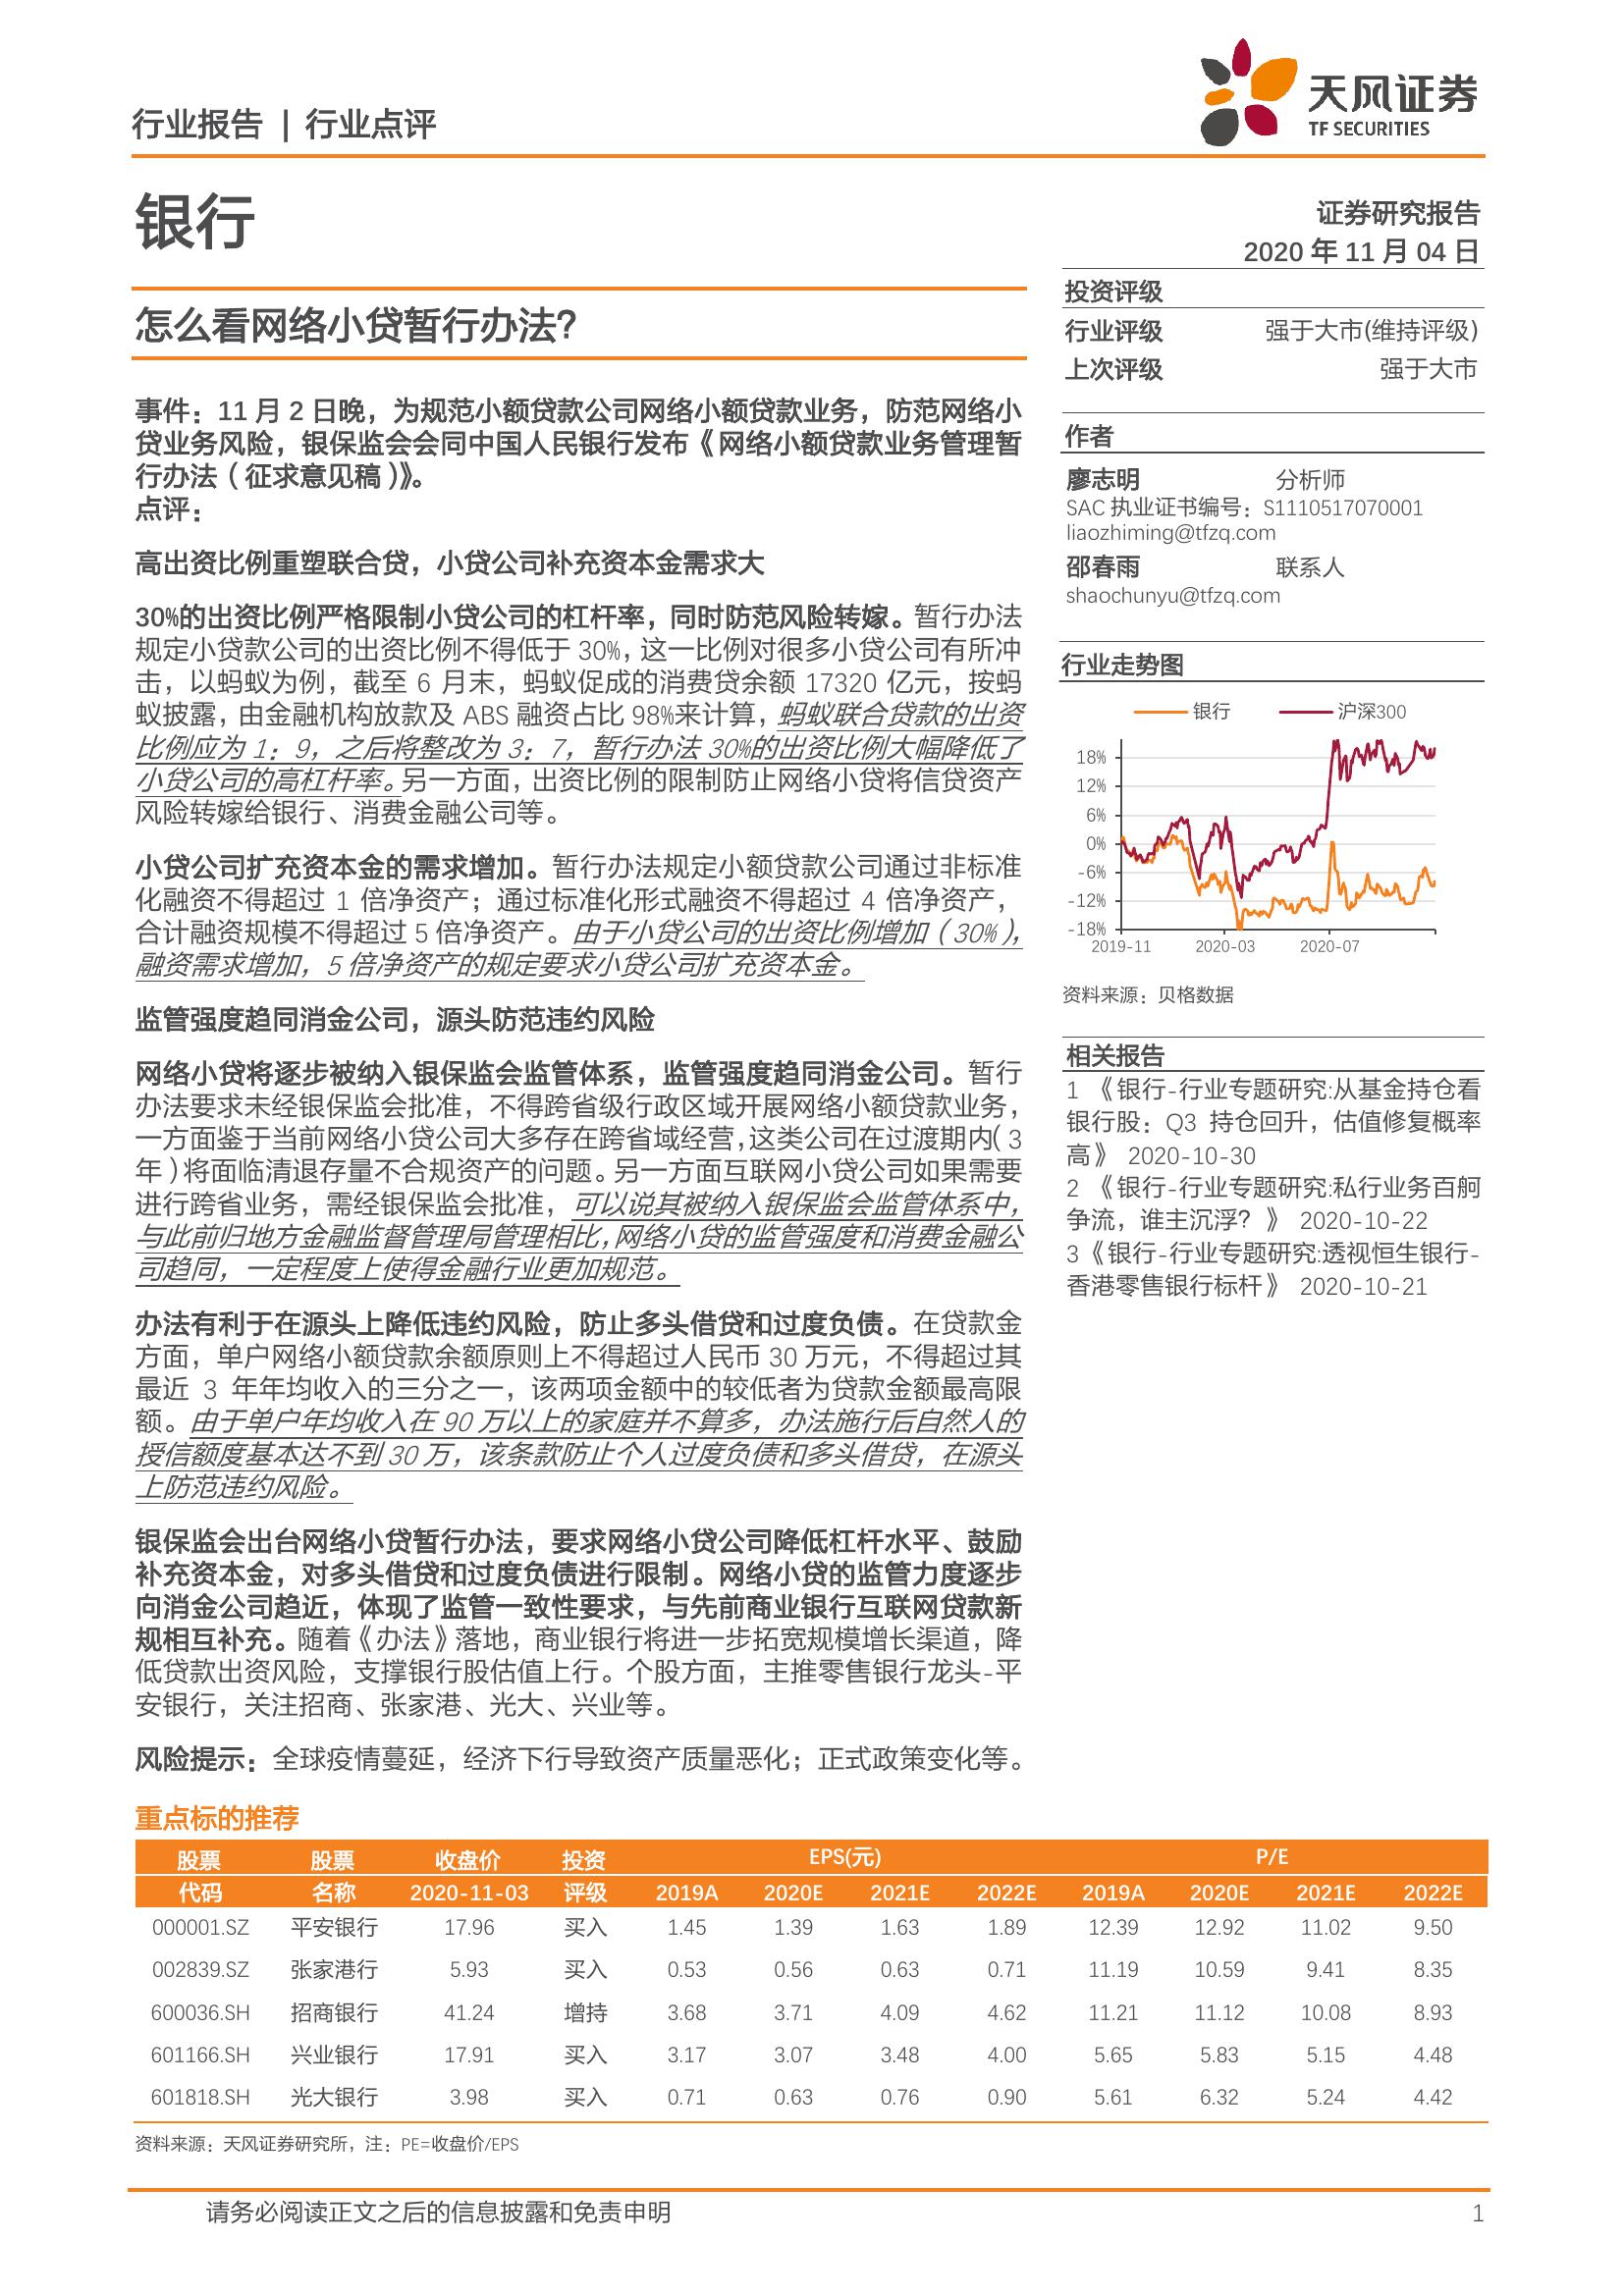 行业报告 | 行业点评
天风证券
TF SECURITIES
银行
证券研究报告
2020 年 11 月 04 日
怎么看网络小贷暂行办法?
事件：11 月 2 日晚，为规范小额贷款公司网络小额贷款业务，防范网络小
贷业务风险，银保监会会同中国人民银行发布《网络小额贷款业务管理暂
行办法（征求意见稿）》。
点评：
高出资比例重塑联合贷，小贷公司补充资本金需求大
30%的出资比例严格限制小贷公司的杠杆率，同时防范风险转嫁。暂行办法
规定小贷款公司的出资比例不得低于 30%，这一比例对很多小贷公司有所冲
击，以蚂蚁为例，截至 6 月末，蚂蚁促成的消费贷余额 17320 亿元，按蚂
蚁披露，由金融机构放款及 ABS 融资占比 98%来计算，蚂蚁联合贷款的出资
比例应为 1：9，之后将整改为 3：7，暂行办法 30%的出资比例大幅降低了
小贷公司的高杠杆率。另一方面，出资比例的限制防止网络小贷将信贷资产
风险转嫁给银行、消费金融公司等。
小贷公司扩充资本金的需求增加。暂行办法规定小额贷款公司通过非标准
化融资不得超过 1 倍净资产；通过标准化形式融资不得超过 4 倍净资产，
合计融资规模不得超过 5 倍净资产。由于小贷公司的出资比例增加（30%），
融资需求增加，5 倍净资产的规定要求小贷公司扩充资本金。
监管强度趋同消金公司，源头防范违约风险
网络小贷将逐步被纳入银保监会监管体系，监管强度趋同消金公司。暂行
办法要求未经银保监会批准，不得跨省级行政区域开展网络小额贷款业务，
一方面鉴于当前网络小贷公司大多存在跨省域经营，这类公司在过渡期内（3
年）将面临清退存量不合规资产的问题。另一方面互联网小贷公司如果需要
进行跨省业务，需经银保监会批准，可以说其被纳入银保监会监管体系中，
与此前归地方金融监督管理局管理相比，网络小贷的监管强度和消费金融公
司趋同，一定程度上使得金融行业更加规范。
办法有利于在源头上降低违约风险，防止多头借贷和过度负债。在贷款金
方面，单户网络小额贷款余额原则上不得超过人民币 30 万元，不得超过其
最近 3 年年均收入的三分之一，该两项金额中的较低者为贷款金额最高限
额。由于单户年均收入在 90 万以上的家庭并不算多，办法施行后自然人的
授信额度基本达不到 30 万，该条款防止个人过度负债和多头借贷，在源头
上防范违约风险。
银保监会出台网络小贷暂行办法，要求网络小贷公司降低杠杆水平、鼓励
补充资本金，对多头借贷和过度负债进行限制。网络小贷的监管力度逐步
向消金公司趋近，体现了监管一致性要求，与先前商业银行互联网贷款新
规相互补充。随着《办法》落地，商业银行将进一步拓宽规模增长渠道，降
低贷款出资风险，支撑银行股估值上行。个股方面，主推零售银行龙头-平
安银行，关注招商、张家港、光大、兴业等。
风险提示：全球疫情蔓延，经济下行导致资产质量恶化；正式政策变化等。
投资评级
行业评级 强于大市(维持评级)
上次评级 强于大市
作者
廖志明 分析师
SAC 执业证书编号：S1110517070001
liaozhiming@tfzq.com
邵春雨 联系人
shaochunyu@tfzq.com
行业走势图
银行 沪深300
18%
12%
6%
0%
-6%
-12%
-18%
2019-11 2020-03 2020-07
资料来源：贝格数据
相关报告
1 《银行-行业专题研究:从基金持仓看
银行股：Q3 持仓回升，估值修复概率
高》 2020-10-30
2 《银行-行业专题研究:私行业务百舸
争流，谁主沉浮？》 2020-10-22
3《银行-行业专题研究:透视恒生银行-
香港零售银行标杆》 2020-10-21
重点标的推荐
股票 股票 收盘价 投资 EPS(元) P/E
代码 名称 2020-11-03 评级 2019A 2020E 2021E 2022E 2019A 2020E 2021E 2022E
000001.SZ 平安银行 17.96 买入 1.45 1.39 1.63 1.89 12.39 12.92 11.02 9.50
002839.SZ 张家港行 5.93 买入 0.53 0.56 0.63 0.71 11.19 10.59 9.41 8.35
600036.SH 招商银行 41.24 增持 3.68 3.71 4.09 4.62 11.21 11.12 10.08 8.93
601166.SH 兴业银行 17.91 买入 3.17 3.07 3.48 4.00 5.65 5.83 5.15 4.48
601818.SH 光大银行 3.98 买入 0.71 0.63 0.76 0.90 5.61 6.32 5.24 4.42
资料来源：天风证券研究所，注：PE=收盘价/EPS
请务必阅读正文之后的信息披露和免责申明 1